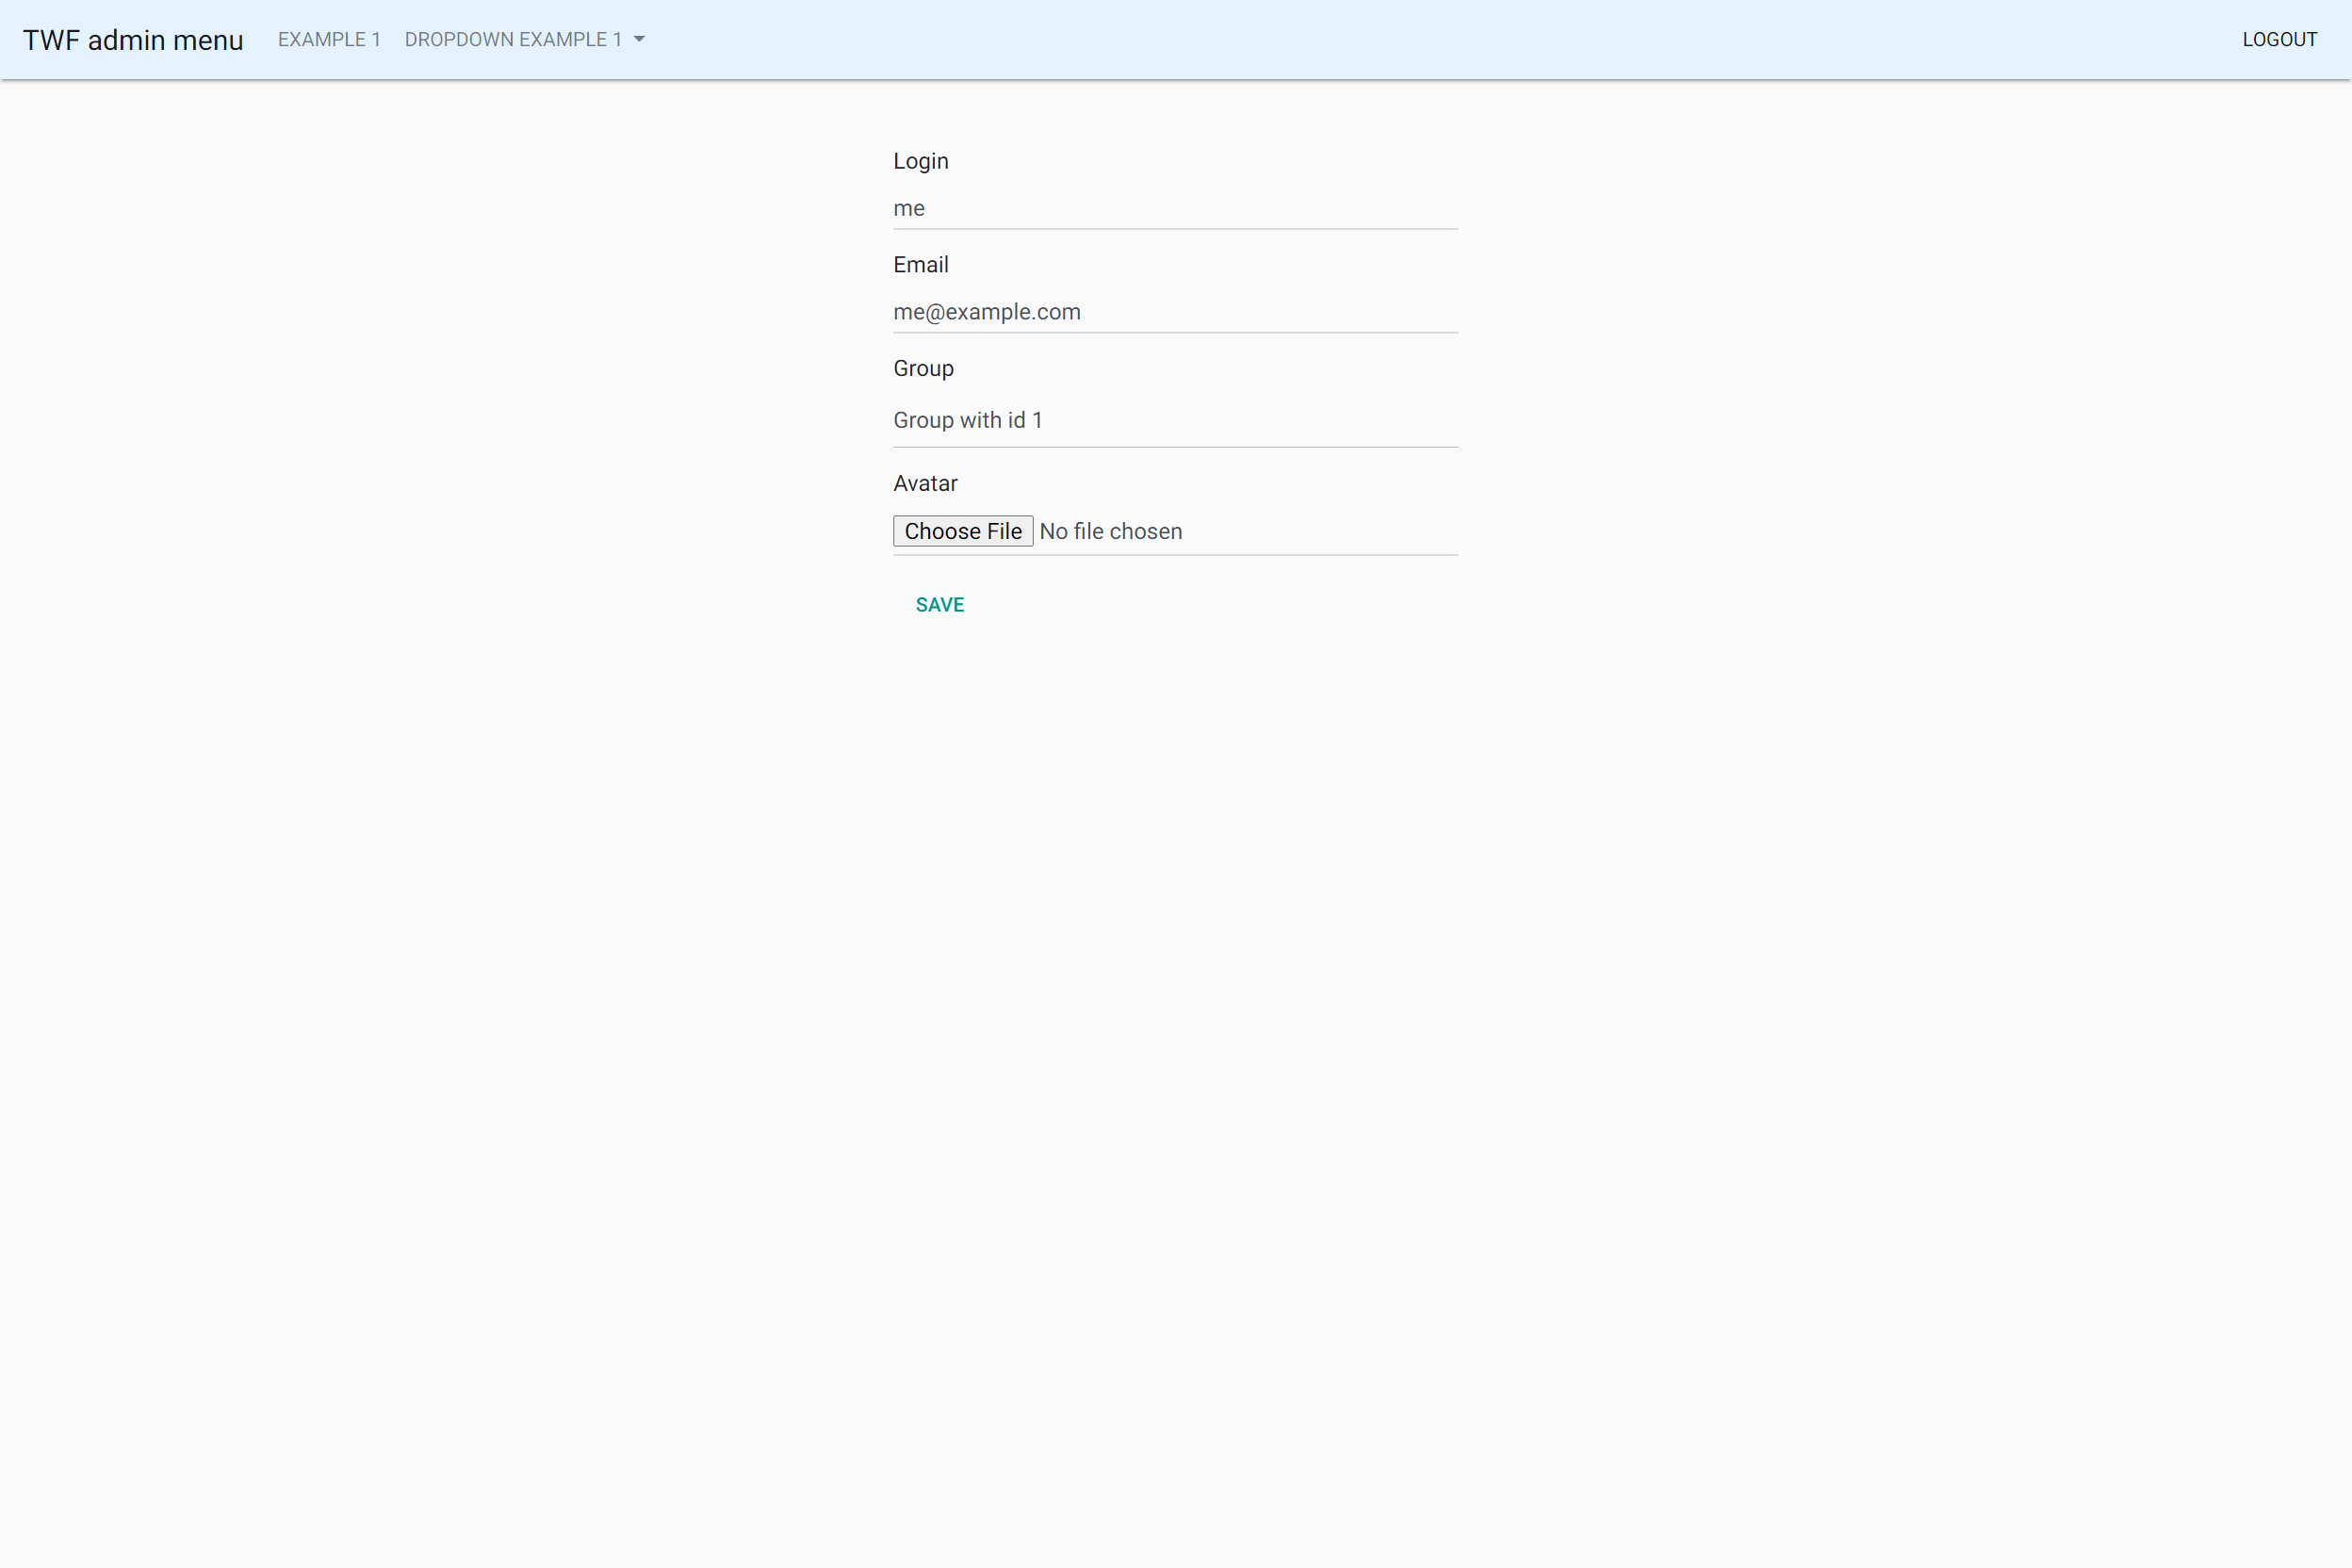 TWF admin menu EXAMPLE 1 DROPDOWN EXAMPLE 1 LOGOUT
Login
me
Email
me@example.com
Group
Group with id 1
Avatar
Choose File No file chosen
SAVE